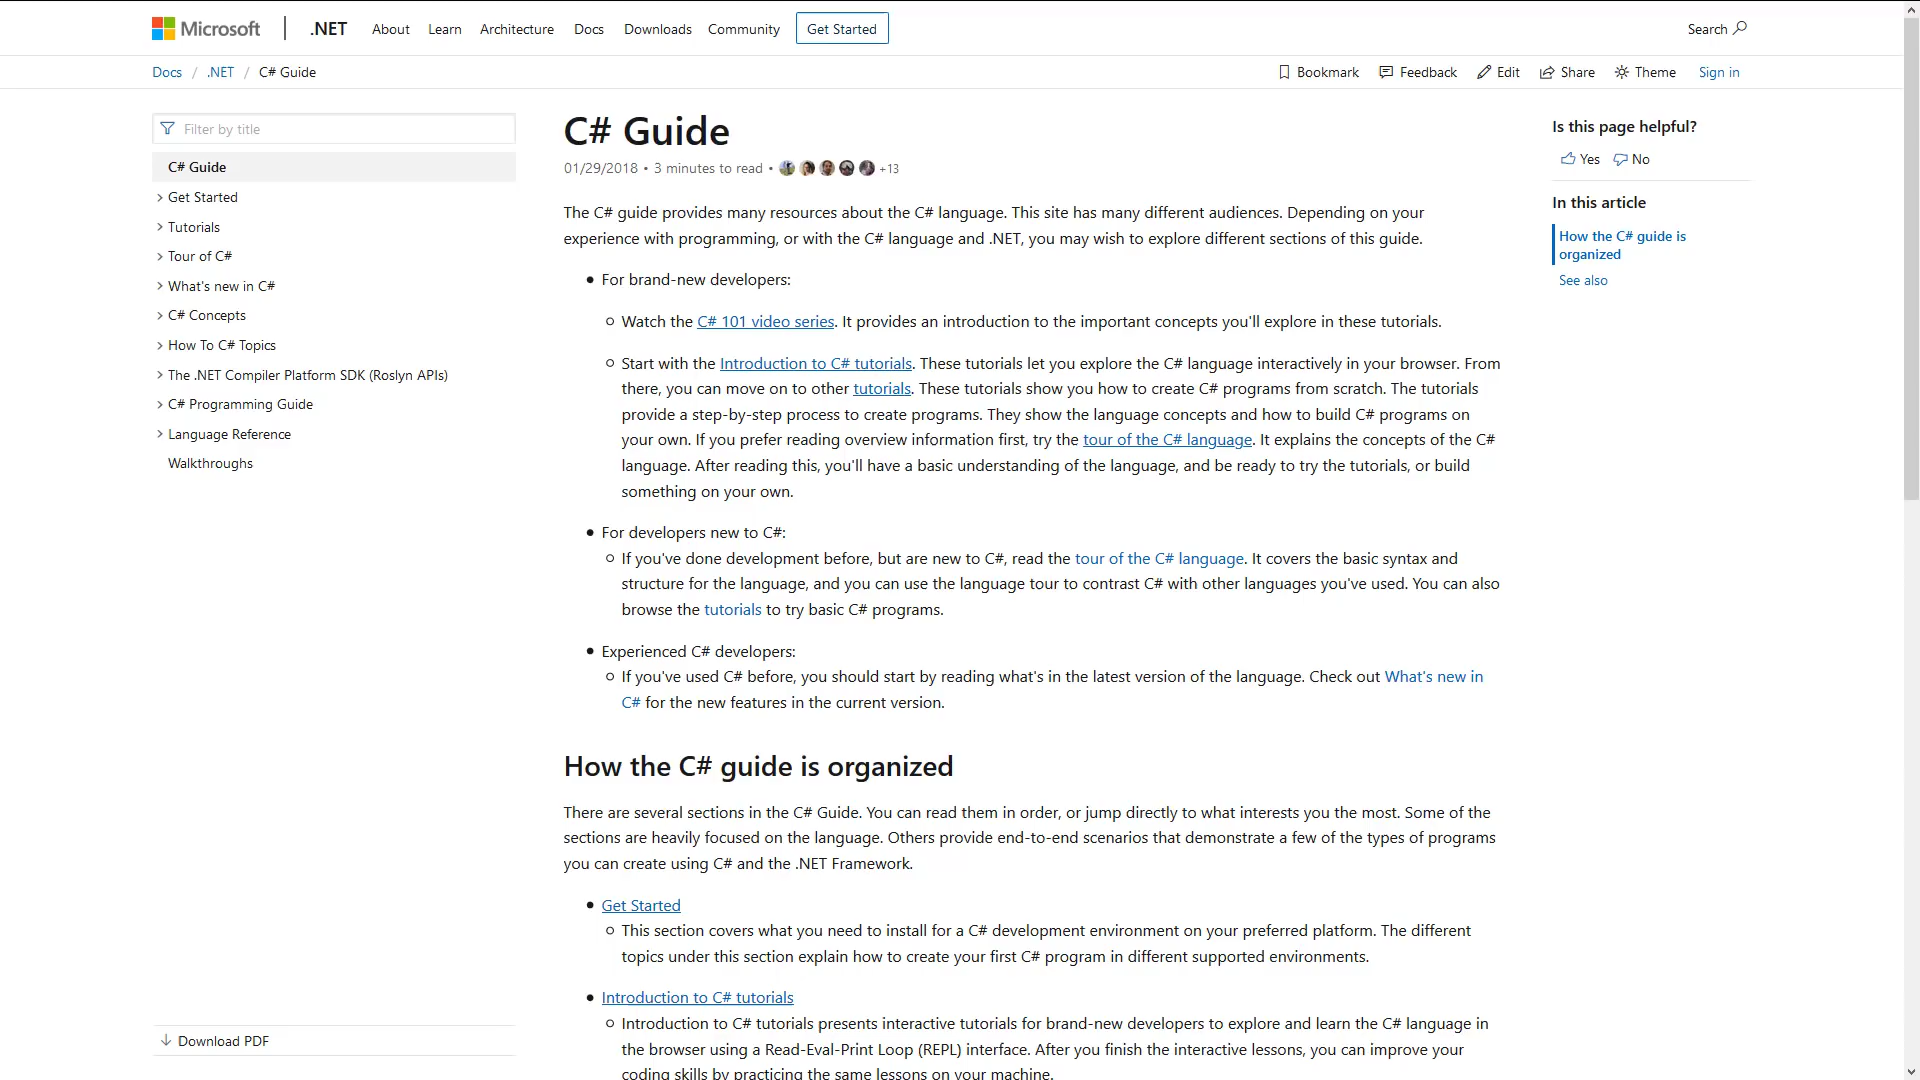 Microsoft
.NET
About
Learn
Architecture
Docs
Downloads
Community
Get Started
Search
Docs / .NET / C# Guide
Bookmark
Feedback
Edit
Share
Theme
Sign in
Filter by title
C# Guide
Get Started
Tutorials
Tour of C#
What's new in C#
C# Concepts
How To C# Topics
The .NET Compiler Platform SDK (Roslyn APIs)
C# Programming Guide
Language Reference
Walkthroughs
Download PDF
C# Guide
01/29/2018 • 3 minutes to read • +13
The C# guide provides many resources about the C# language. This site has many different audiences. Depending on your
experience with programming, or with the C# language and .NET, you may wish to explore different sections of this guide.
For brand-new developers:
Watch the C# 101 video series. It provides an introduction to the important concepts you'll explore in these tutorials.
Start with the Introduction to C# tutorials. These tutorials let you explore the C# language interactively in your browser. From
there, you can move on to other tutorials. These tutorials show you how to create C# programs from scratch. The tutorials
provide a step-by-step process to create programs. They show the language concepts and how to build C# programs on
your own. If you prefer reading overview information first, try the tour of the C# language. It explains the concepts of the C#
language. After reading this, you'll have a basic understanding of the language, and be ready to try the tutorials, or build
something on your own.
For developers new to C#:
If you've done development before, but are new to C#, read the tour of the C# language. It covers the basic syntax and
structure for the language, and you can use the language tour to contrast C# with other languages you've used. You can also
browse the tutorials to try basic C# programs.
Experienced C# developers:
If you've used C# before, you should start by reading what's in the latest version of the language. Check out What's new in
C# for the new features in the current version.
How the C# guide is organized
There are several sections in the C# Guide. You can read them in order, or jump directly to what interests you the most. Some of the
sections are heavily focused on the language. Others provide end-to-end scenarios that demonstrate a few of the types of programs
you can create using C# and the .NET Framework.
Get Started
This section covers what you need to install for a C# development environment on your preferred platform. The different
topics under this section explain how to create your first C# program in different supported environments.
Introduction to C# tutorials
Introduction to C# tutorials presents interactive tutorials for brand-new developers to explore and learn the C# language in
the browser using a Read-Eval-Print Loop (REPL) interface. After you finish the interactive lessons, you can improve your
coding skills by practicing the same lessons on your machine.
Is this page helpful?
Yes
No
In this article
How the C# guide is
organized
See also